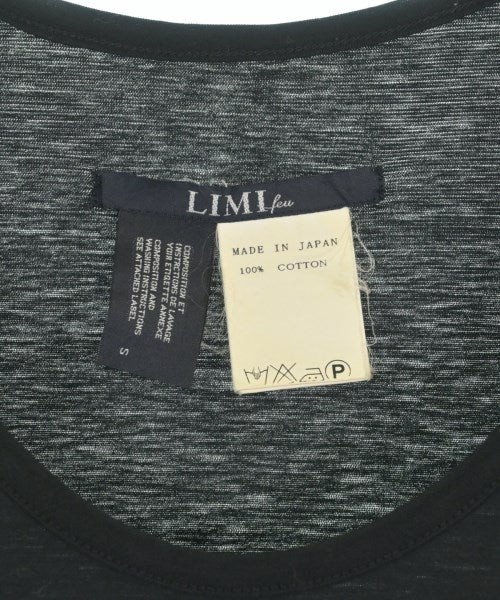 LIMI feu
COMPOSITION ET
INSTRUCTIONS DE LAVAGE
VOIR ETIQUETTE ANNEXE
COMPOSITION AND
WASHING INSTRUCTIONS
SEE ATTACHED LABEL
S
MADE IN JAPAN
100% COTTON
P